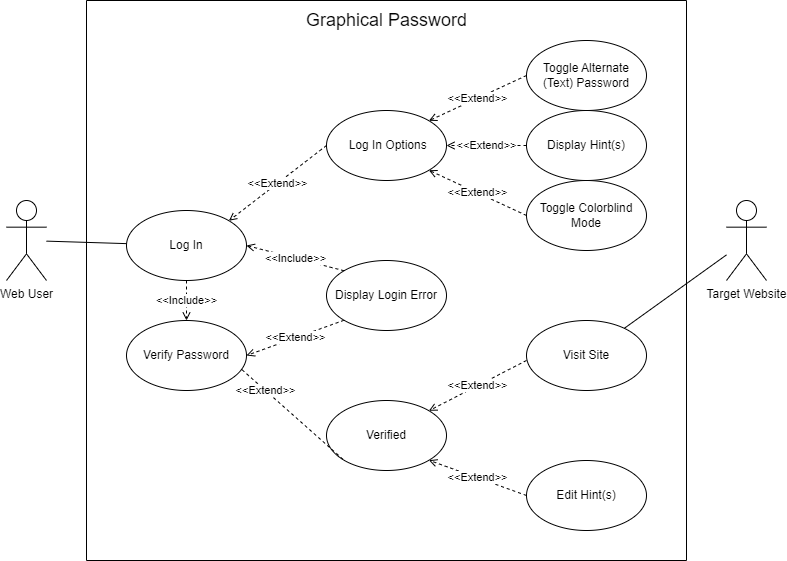 Graphical Password
Toggle Alternate
(Text) Password
<<Extend>>
Log In Options
<<Extend>>
Display Hint(s)
<<Extend>>
<<Extend>>
Toggle Colorblind
Mode
Log In
<<Include>>
Web User
Target Website
<<Include>>
Display Login Error
<<Extend>>
Verify Password
Visit Site
<<Extend>>
<<Extend>>
Verified
<<Extend>>
Edit Hint(s)